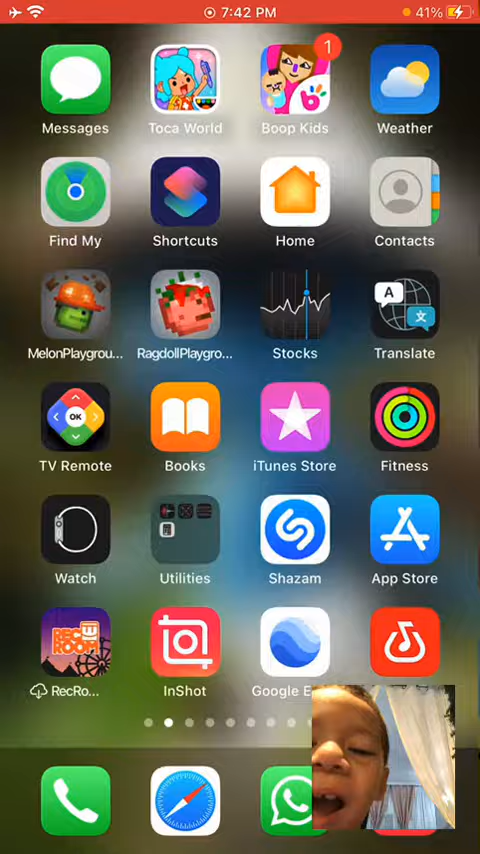 7:42 PM 41%
1
Messages Toca World Boop Kids Weather
Find My Shortcuts Home Contacts
A 文
MelonPlaygrou... RagdollPlaygro... Stocks Translate
OK
TV Remote Books iTunes Store Fitness
Watch Utilities Shazam App Store
REC ROOM
RecRo... InShot Google E